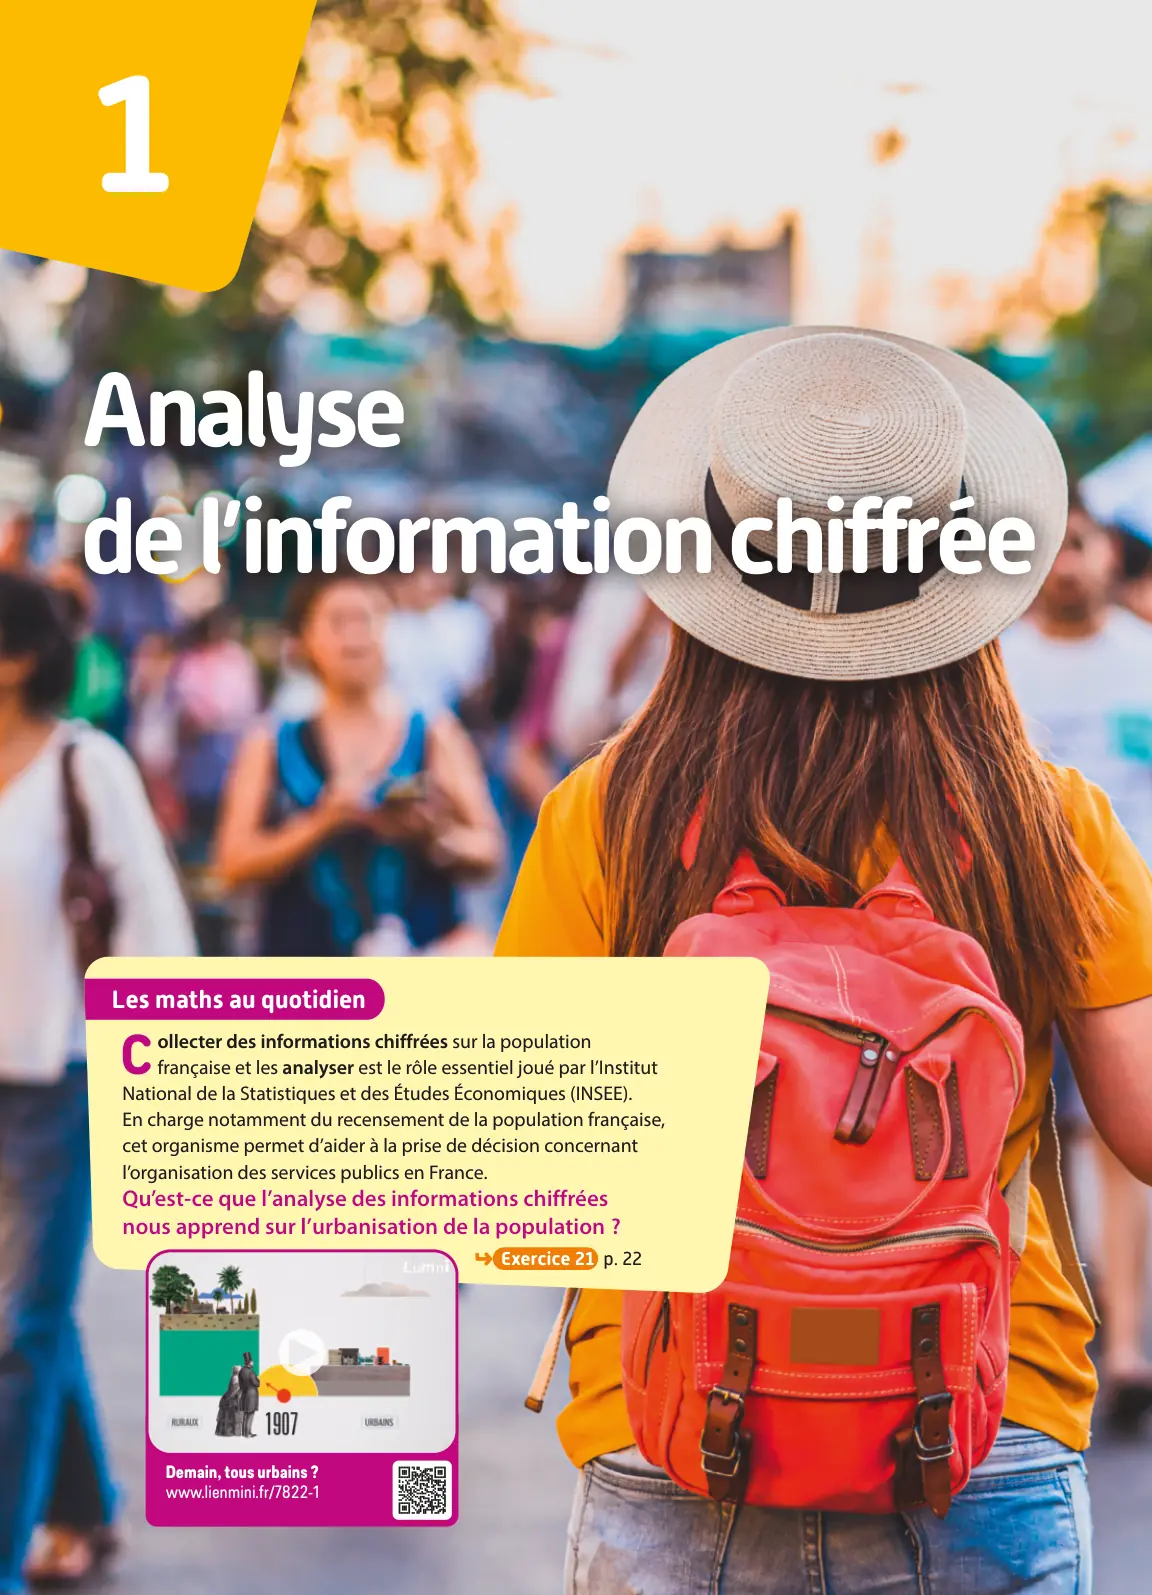 1
Analyse
de l'information chiffrée
Les maths au quotidien
Collecter des informations chiffrées sur la population
française et les analyser est le rôle essentiel joué par l'Institut
National de la Statistiques et des Études Économiques (INSEE).
En charge notamment du recensement de la population française,
cet organisme permet d'aider à la prise de décision concernant
l'organisation des services publics en France.
Qu'est-ce que l'analyse des informations chiffrées
nous apprend sur l'urbanisation de la population ?
Exercice 21 p. 22
Lumni
RURAUX
1907
URBAINS
Demain, tous urbains ?
www.lienmini.fr/7822-1